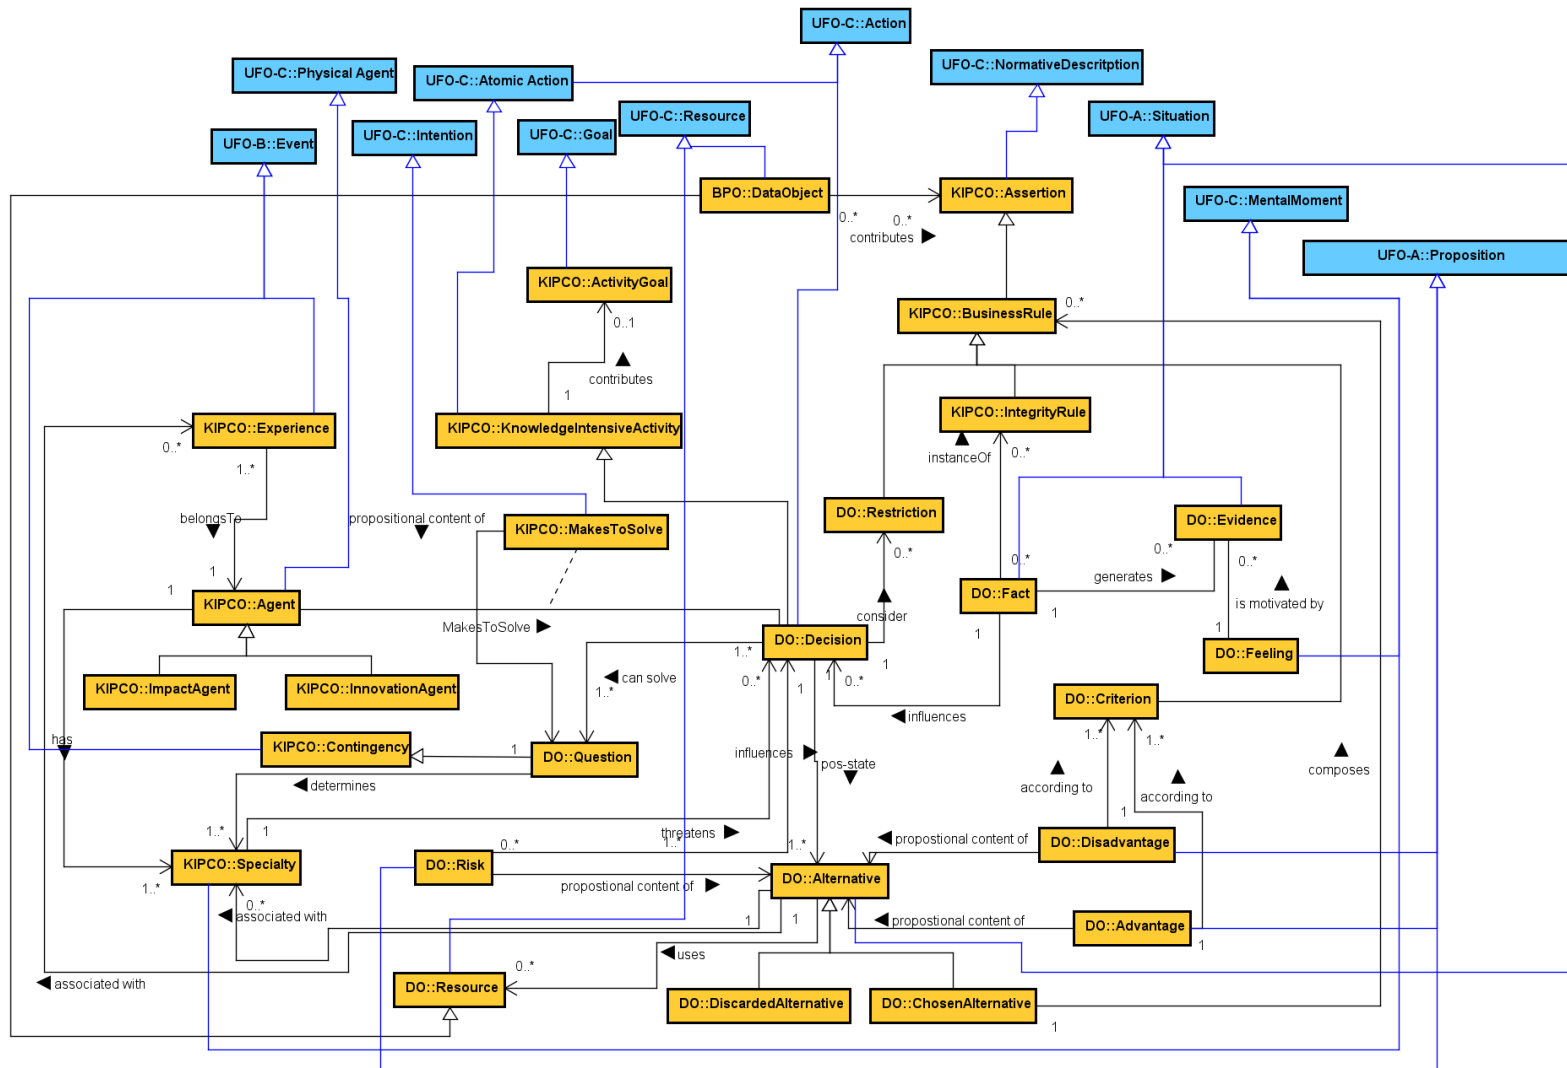 UFO-C::Action
UFO-C::Physical Agent
UFO-C::Atomic Action
UFO-C::NormativeDescritption
UFO-C::Resource
UFO-A::Situation
UFO-B::Event
UFO-C::Intention
UFO-C::Goal
BPO::DataObject
KIPCO::Assertion
UFO-C::MentalMoment
0..*
0..*
contributes
UFO-A::Proposition
KIPCO::ActivityGoal
0..1
KIPCO::BusinessRule
0..*
contributes
1
KIPCO::Experience
0..*
1..*
KIPCO::KnowledgeIntensiveActivity
KIPCO::IntegrityRule
instanceOf
0..*
belongsTo
propositional content of
KIPCO::MakesToSolve
DO::Restriction
0..*
DO::Evidence
0..*
0..*
1
KIPCO::Agent
1
MakesToSolve
consider
0..*
DO::Fact
generates
1
1
is motivated by
1
DO::Decision
1..*
1
DO::Feeling
KIPCO::ImpactAgent
KIPCO::InnovationAgent
can solve
1..*
0..*
1
1
0..*
influences
DO::Criterion
1..*
1..*
has
KIPCO::Contingency
1
DO::Question
influences
pos-state
composes
determines
according to
according to
1
1..*
1
threatens
1..*
0..*
1..*
propostional content of
DO::Disadvantage
KIPCO::Specialty
1..*
DO::Risk
propostional content of
DO::Alternative
0..*
associated with
1
1
propostional content of
DO::Advantage
1
uses
0..*
associated with
DO::Resource
DO::DiscardedAlternative
DO::ChosenAlternative
1